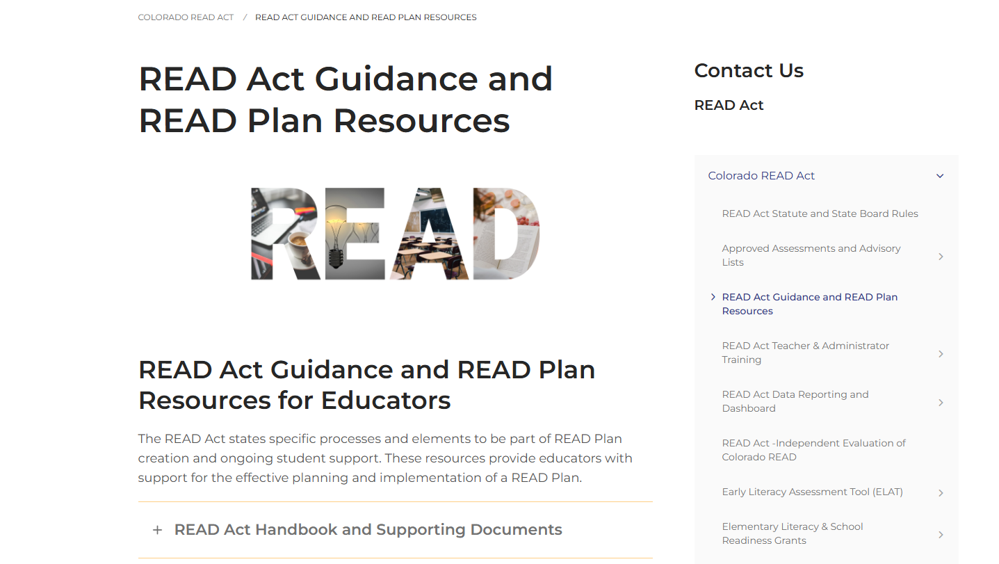 COLORADO READ ACT / READ ACT GUIDANCE AND READ PLAN RESOURCES
READ Act Guidance and
READ Plan Resources
READ
READ Act Guidance and READ Plan
Resources for Educators
The READ Act states specific processes and elements to be part of READ Plan
creation and ongoing student support. These resources provide educators with
support for the effective planning and implementation of a READ Plan.
+ READ Act Handbook and Supporting Documents
Contact Us
READ Act
Colorado READ Act
READ Act Statute and State Board Rules
Approved Assessments and Advisory
Lists
READ Act Guidance and READ Plan
Resources
READ Act Teacher & Administrator
Training
READ Act Data Reporting and
Dashboard
READ Act -Independent Evaluation of
Colorado READ
Early Literacy Assessment Tool (ELAT)
Elementary Literacy & School
Readiness Grants